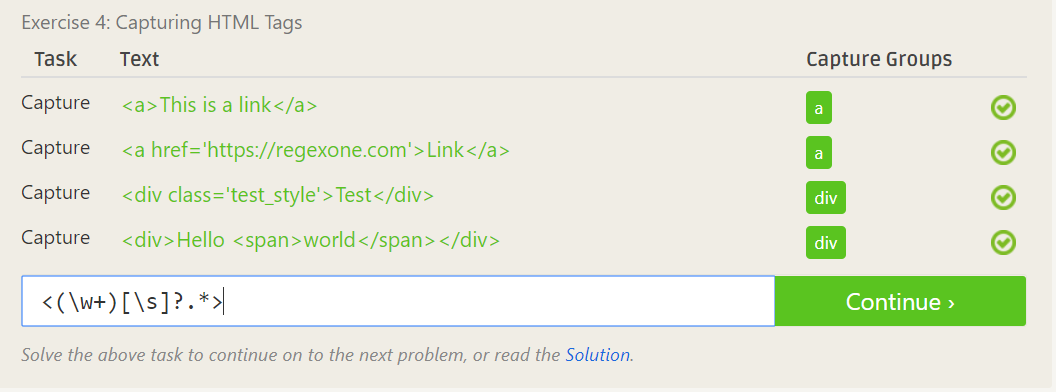 Exercise 4: Capturing HTML Tags
Task Text Capture Groups
Capture <a>This is a link</a> a
Capture <a href='https://regexone.com'>Link</a> a
Capture <div class='test_style'>Test</div> div
Capture <div>Hello <span>world</span></div> div
<(\w+)[\s]?.*> Continue ›
Solve the above task to continue on to the next problem, or read the Solution.